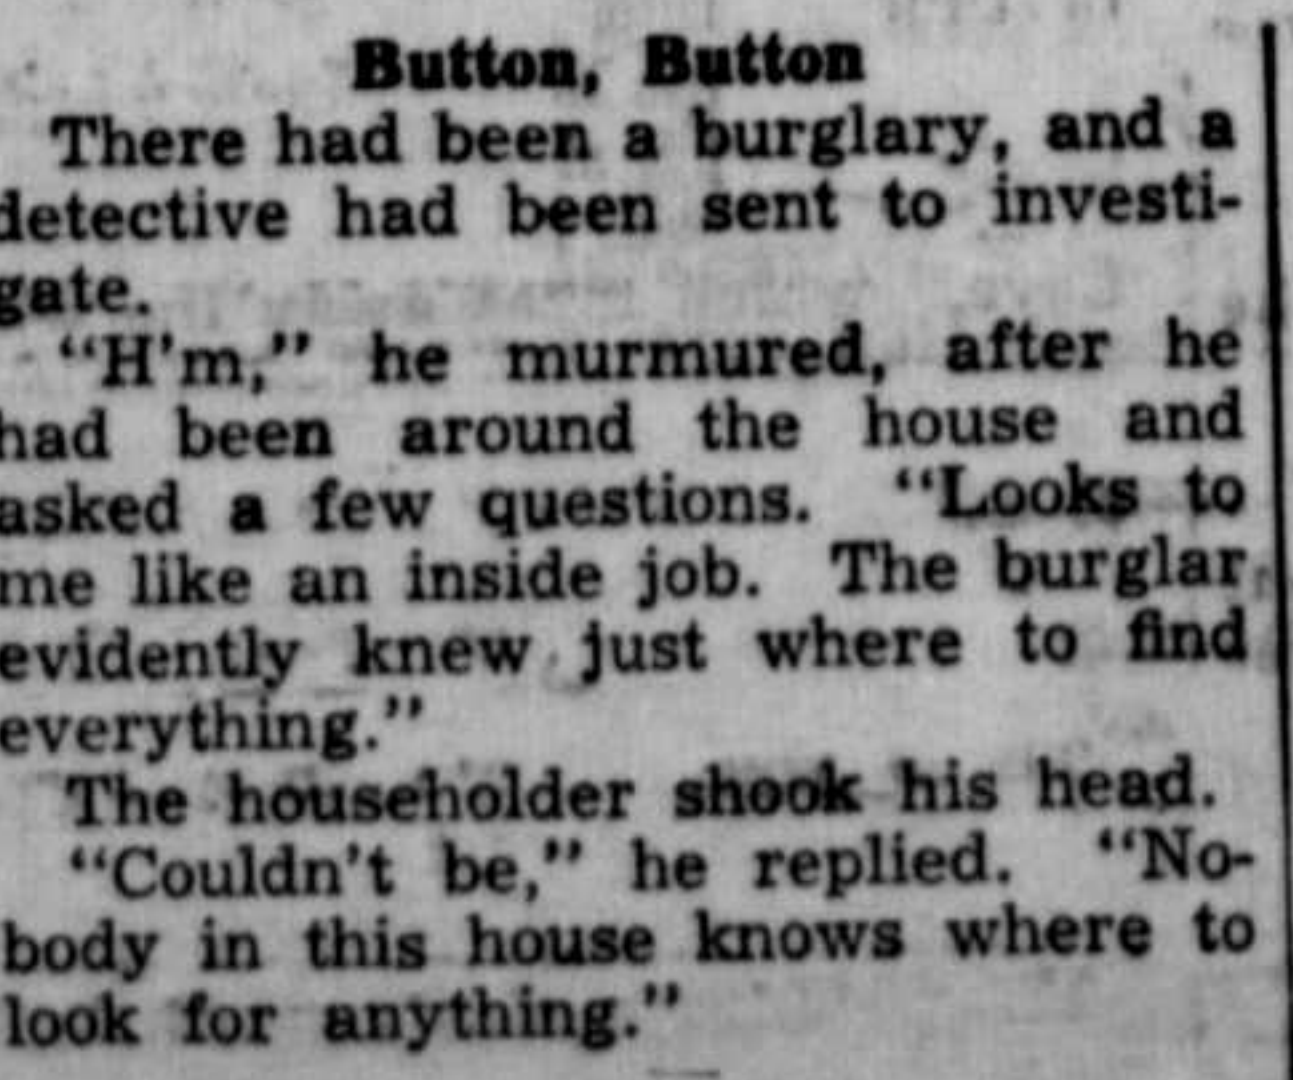 Button, Button
There had been a burglary, and a
detective had been sent to investi-
gate.
"H'm," he murmured, after he
had been around the house and
asked a few questions. "Looks to
me like an inside job. The burglar
evidently knew just where to find
everything."
The householder shook his head.
"Couldn't be," he replied. "No-
body in this house knows where to
look for anything."